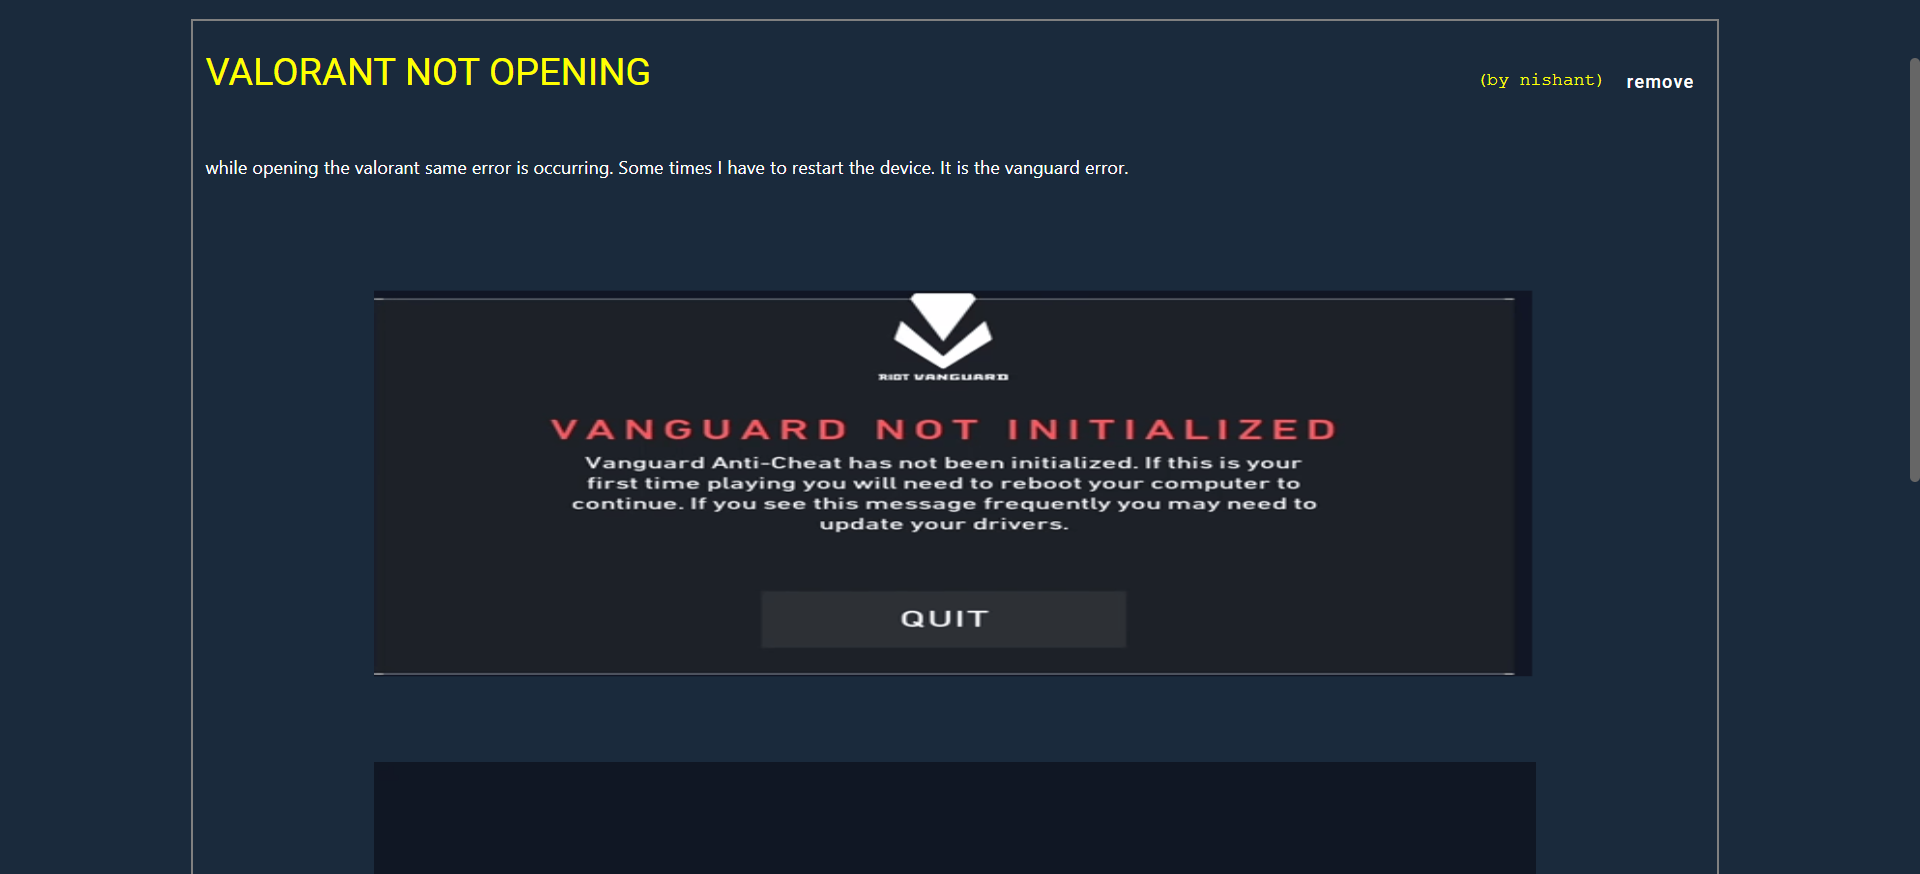 VALORANT NOT OPENING
(by nishant) remove
while opening the valorant same error is occurring. Some times I have to restart the device. It is the vanguard error.
RIOT VANGUARD
VANGUARD NOT INITIALIZED
Vanguard Anti-Cheat has not been initialized. If this is your
first time playing you will need to reboot your computer to
continue. If you see this message frequently you may need to
update your drivers.
QUIT